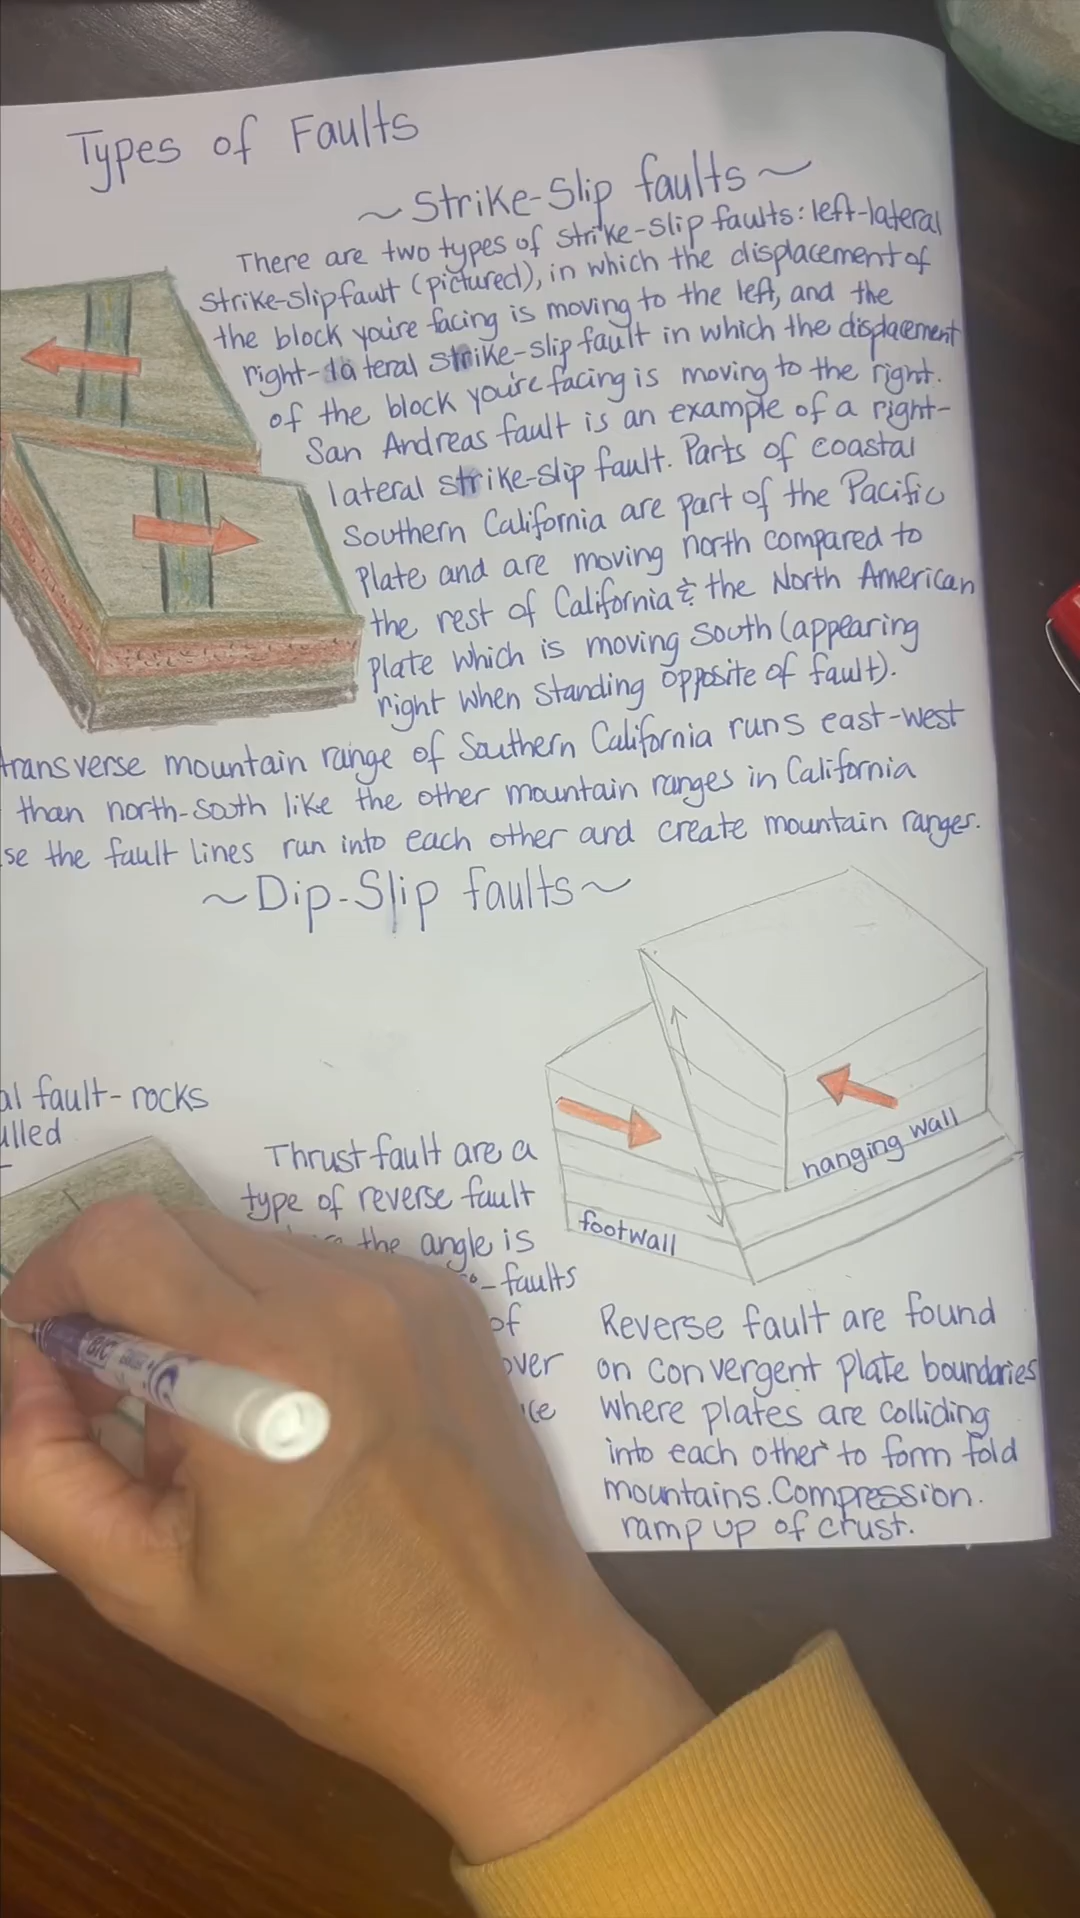 Types of Faults
~Strike-Slip faults~
There are two types of strike-slip faults: left-lateral
strike-slip fault (pictured), in which the displacement of
the block you're facing is moving to the left, and the
right-lateral strike-slip fault in which the displacement
of the block you're facing is moving to the right.
San Andreas fault is an example of a right-
lateral strike-slip fault. Parts of coastal
Southern California are part of the Pacific
plate and are moving north compared to
the rest of California & the North American
plate which is moving south (appearing
right when standing opposite of fault).
transverse mountain range of Southern California runs east-west
than north-south like the other mountain ranges in California
se the fault lines run into each other and create mountain ranges.
~Dip-Slip faults~
al fault- rocks
ulled
Thrust fault are a
type of reverse fault
the angle is
°-faults
of
over
hanging wall
footwall
Reverse fault are found
on convergent plate boundaries
where plates are colliding
into each other to form fold
mountains. Compression.
ramp up of crust.
BIC